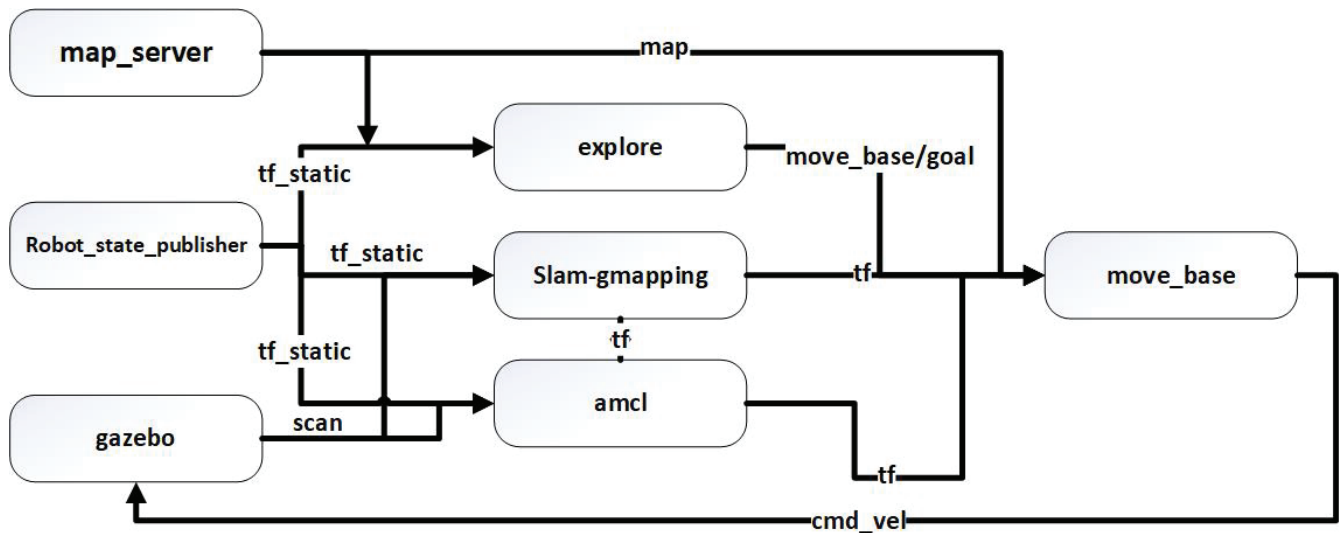 map_server
map
explore
move_base/goal
tf_static
Robot_state_publisher
tf_static
Slam-gmapping
tf
move_base
tf
tf_static
amcl
gazebo
scan
tf
cmd_vel